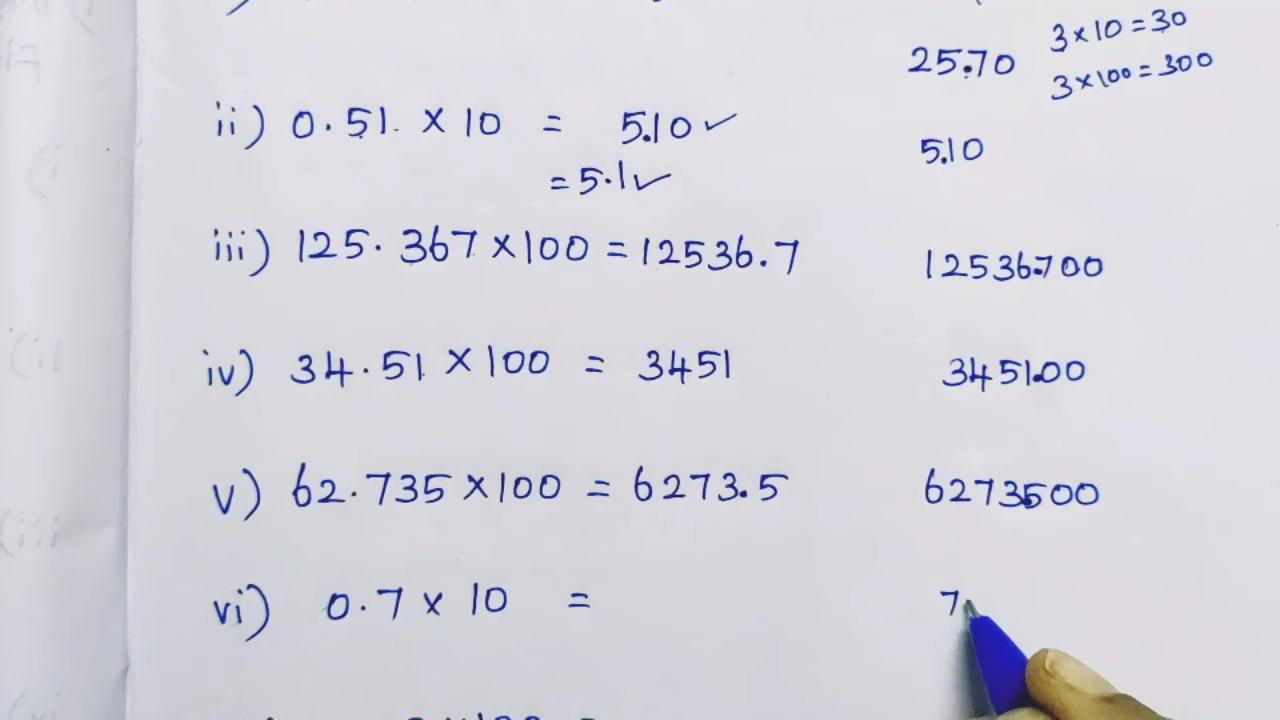 3×10=30
25.70
3×100=300
ii) 0.51. × 10 = 5.10 ✓
5.10
= 5.1 ✓
iii) 125.367 ×100 = 12536.7
12536.700
iv) 34.51 ×100 = 3451
3451.00
v) 62.735 ×100 = 6273.5
6273.500
vi) 0.7 × 10 =
7